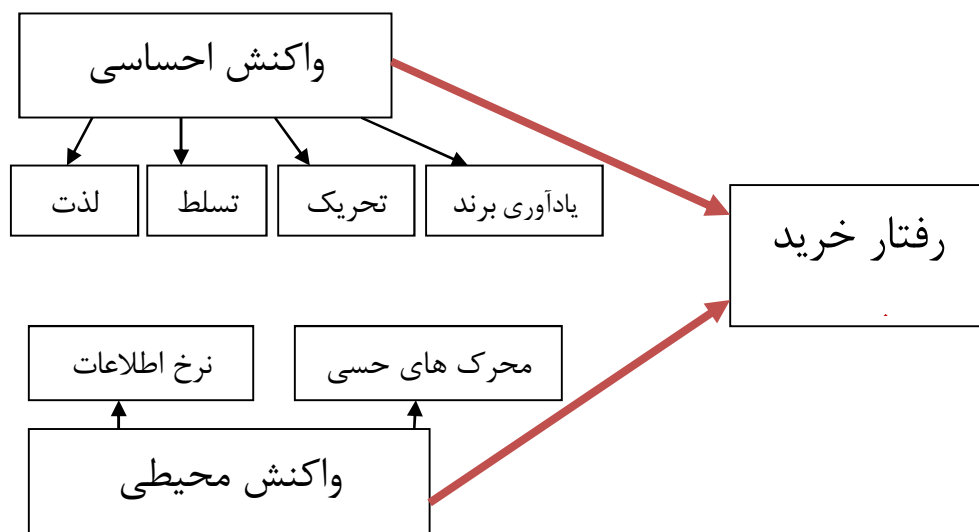 واکنش احساسی
یادآوری برند
تحریک
تسلط
لذت
رفتار خرید
محرک های حسی
نرخ اطلاعات
واکنش محیطی